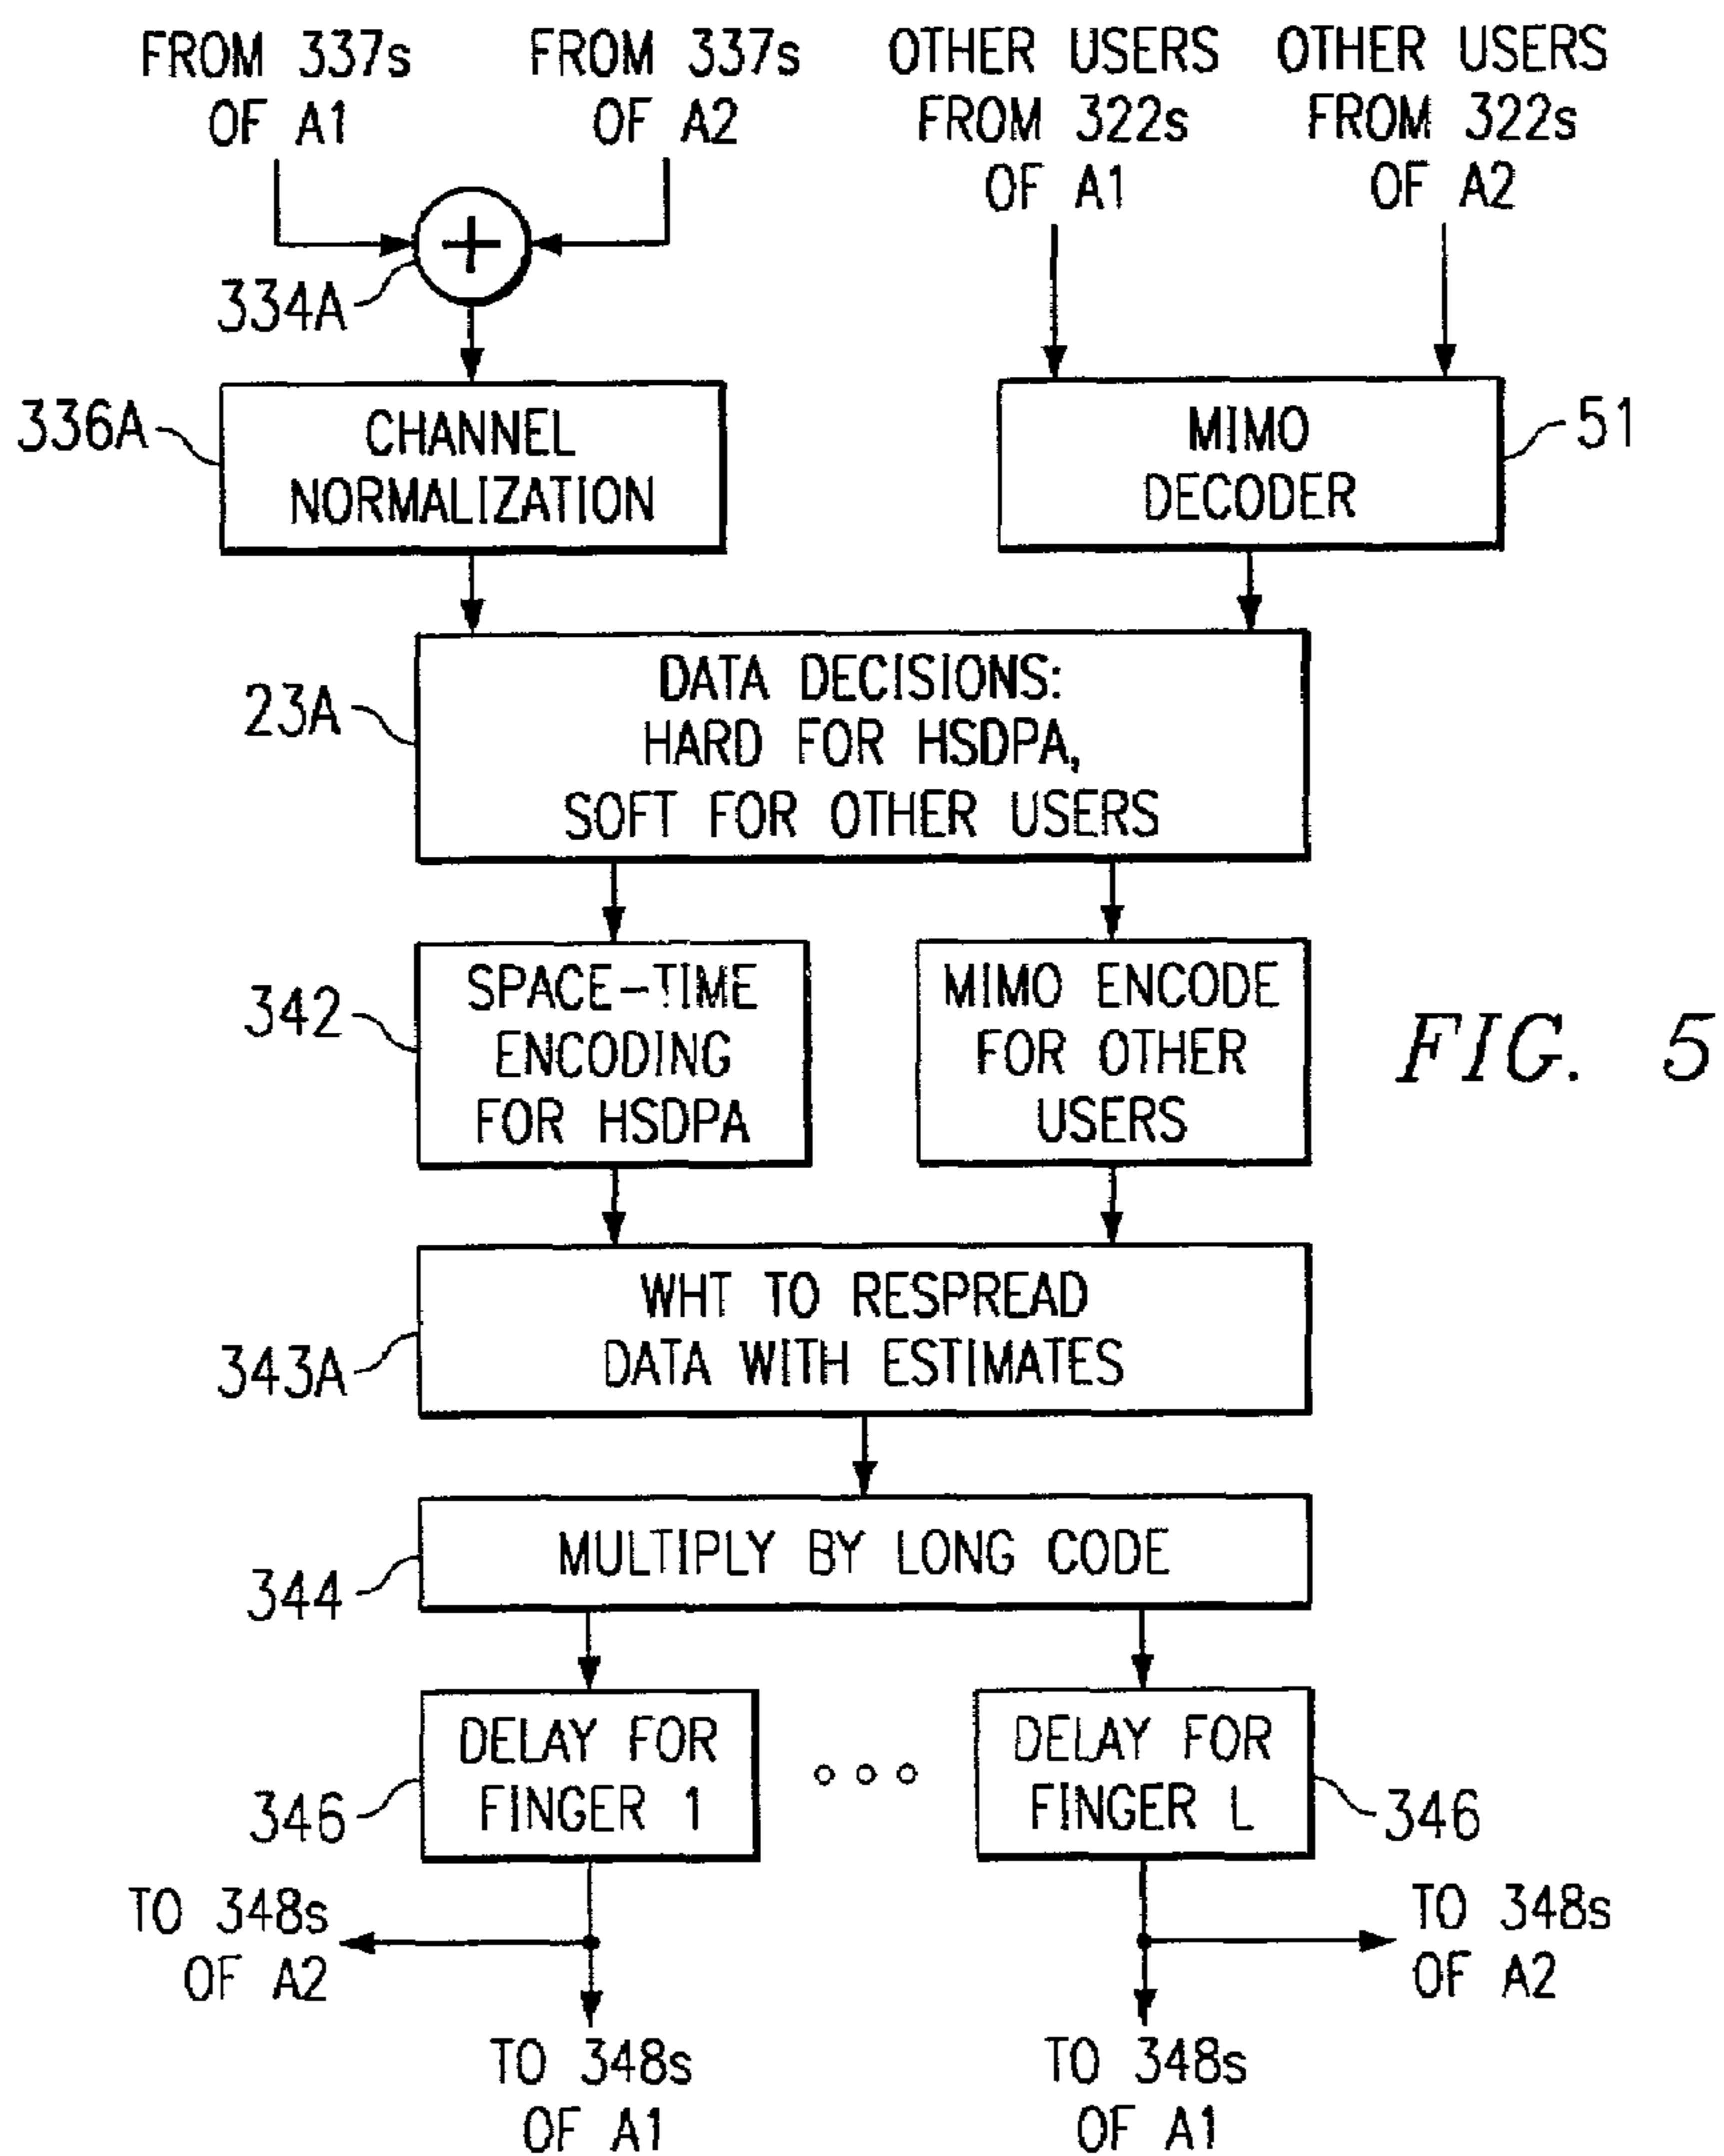 FROM 337s
OF A1
FROM 337s
OF A2
OTHER USERS
FROM 322s
OF A1
OTHER USERS
FROM 322s
OF A2
+
334A
336A
CHANNEL
NORMALIZATION
MIMO
DECODER
51
23A
DATA DECISIONS:
HARD FOR HSDPA,
SOFT FOR OTHER USERS
342
SPACE-TIME
ENCODING
FOR HSDPA
MIMO ENCODE
FOR OTHER
USERS
FIG. 5
343A
WHT TO RESPREAD
DATA WITH ESTIMATES
344
MULTIPLY BY LONG CODE
346
DELAY FOR
FINGER 1
DELAY FOR
FINGER L
346
TO 348s
OF A2
TO 348s
OF A1
TO 348s
OF A1
TO 348s
OF A2